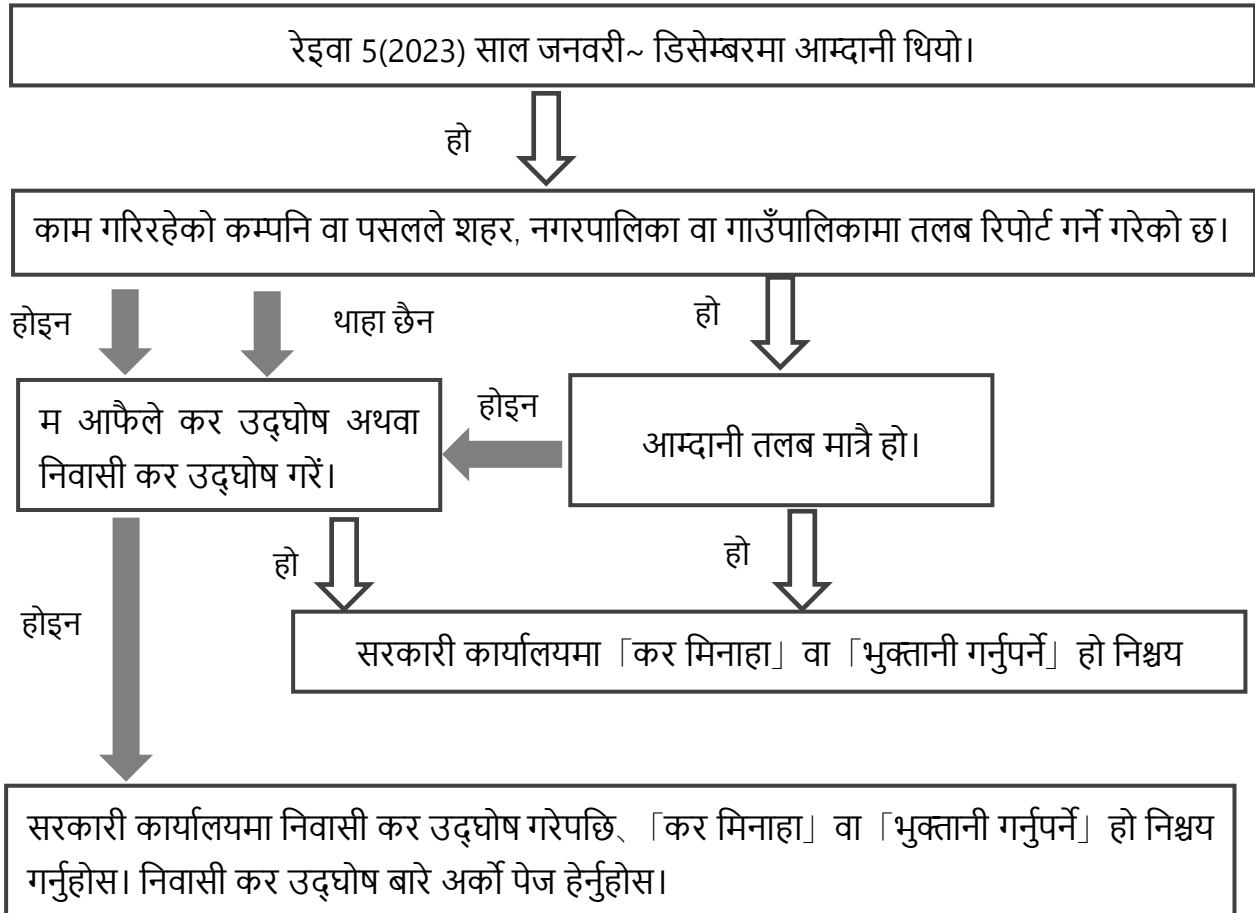 रेइवा 5(2023) साल जनवरी~ डिसेम्बरमा आम्दानी थियो।
हो
काम गरिरहेको कम्पनि वा पसलले शहर, नगरपालिका वा गाउँपालिकामा तलब रिपोर्ट गर्ने गरेको छ।
होइन
थाहा छैन
हो
म आफैले कर उद्घोष अथवा
निवासी कर उद्घोष गरें।
होइन
आम्दानी तलब मात्रै हो।
हो
हो
होइन
सरकारी कार्यालयमा「कर मिनाहा」वा「भुक्तानी गर्नुपर्ने」हो निश्चय
सरकारी कार्यालयमा निवासी कर उद्घोष गरेपछि、「कर मिनाहा」वा「भुक्तानी गर्नुपर्ने」हो निश्चय
गर्नुहोस। निवासी कर उद्घोष बारे अर्को पेज हेर्नुहोस।